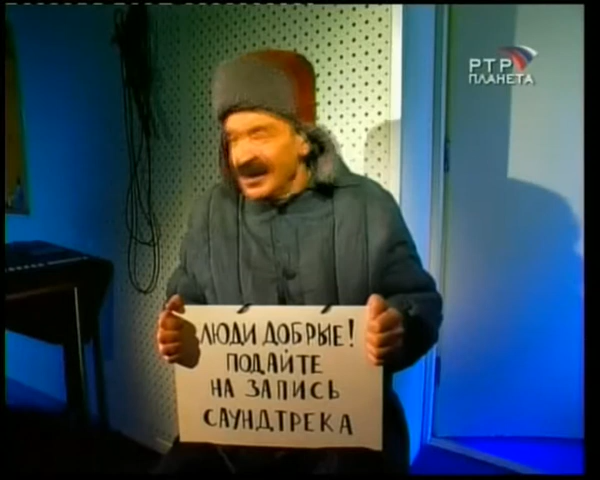 РТР
ПЛАНЕТА
ЛЮДИ ДОБРЫЕ!
ПОДАЙТЕ
НА ЗАПИСЬ
САУНДТРЕКА